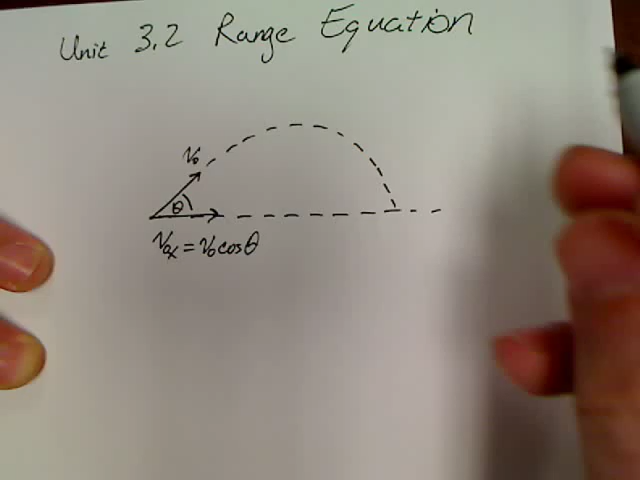 Unit 3.2 Range Equation
v₀
θ
v₀ₓ = v₀cosθ